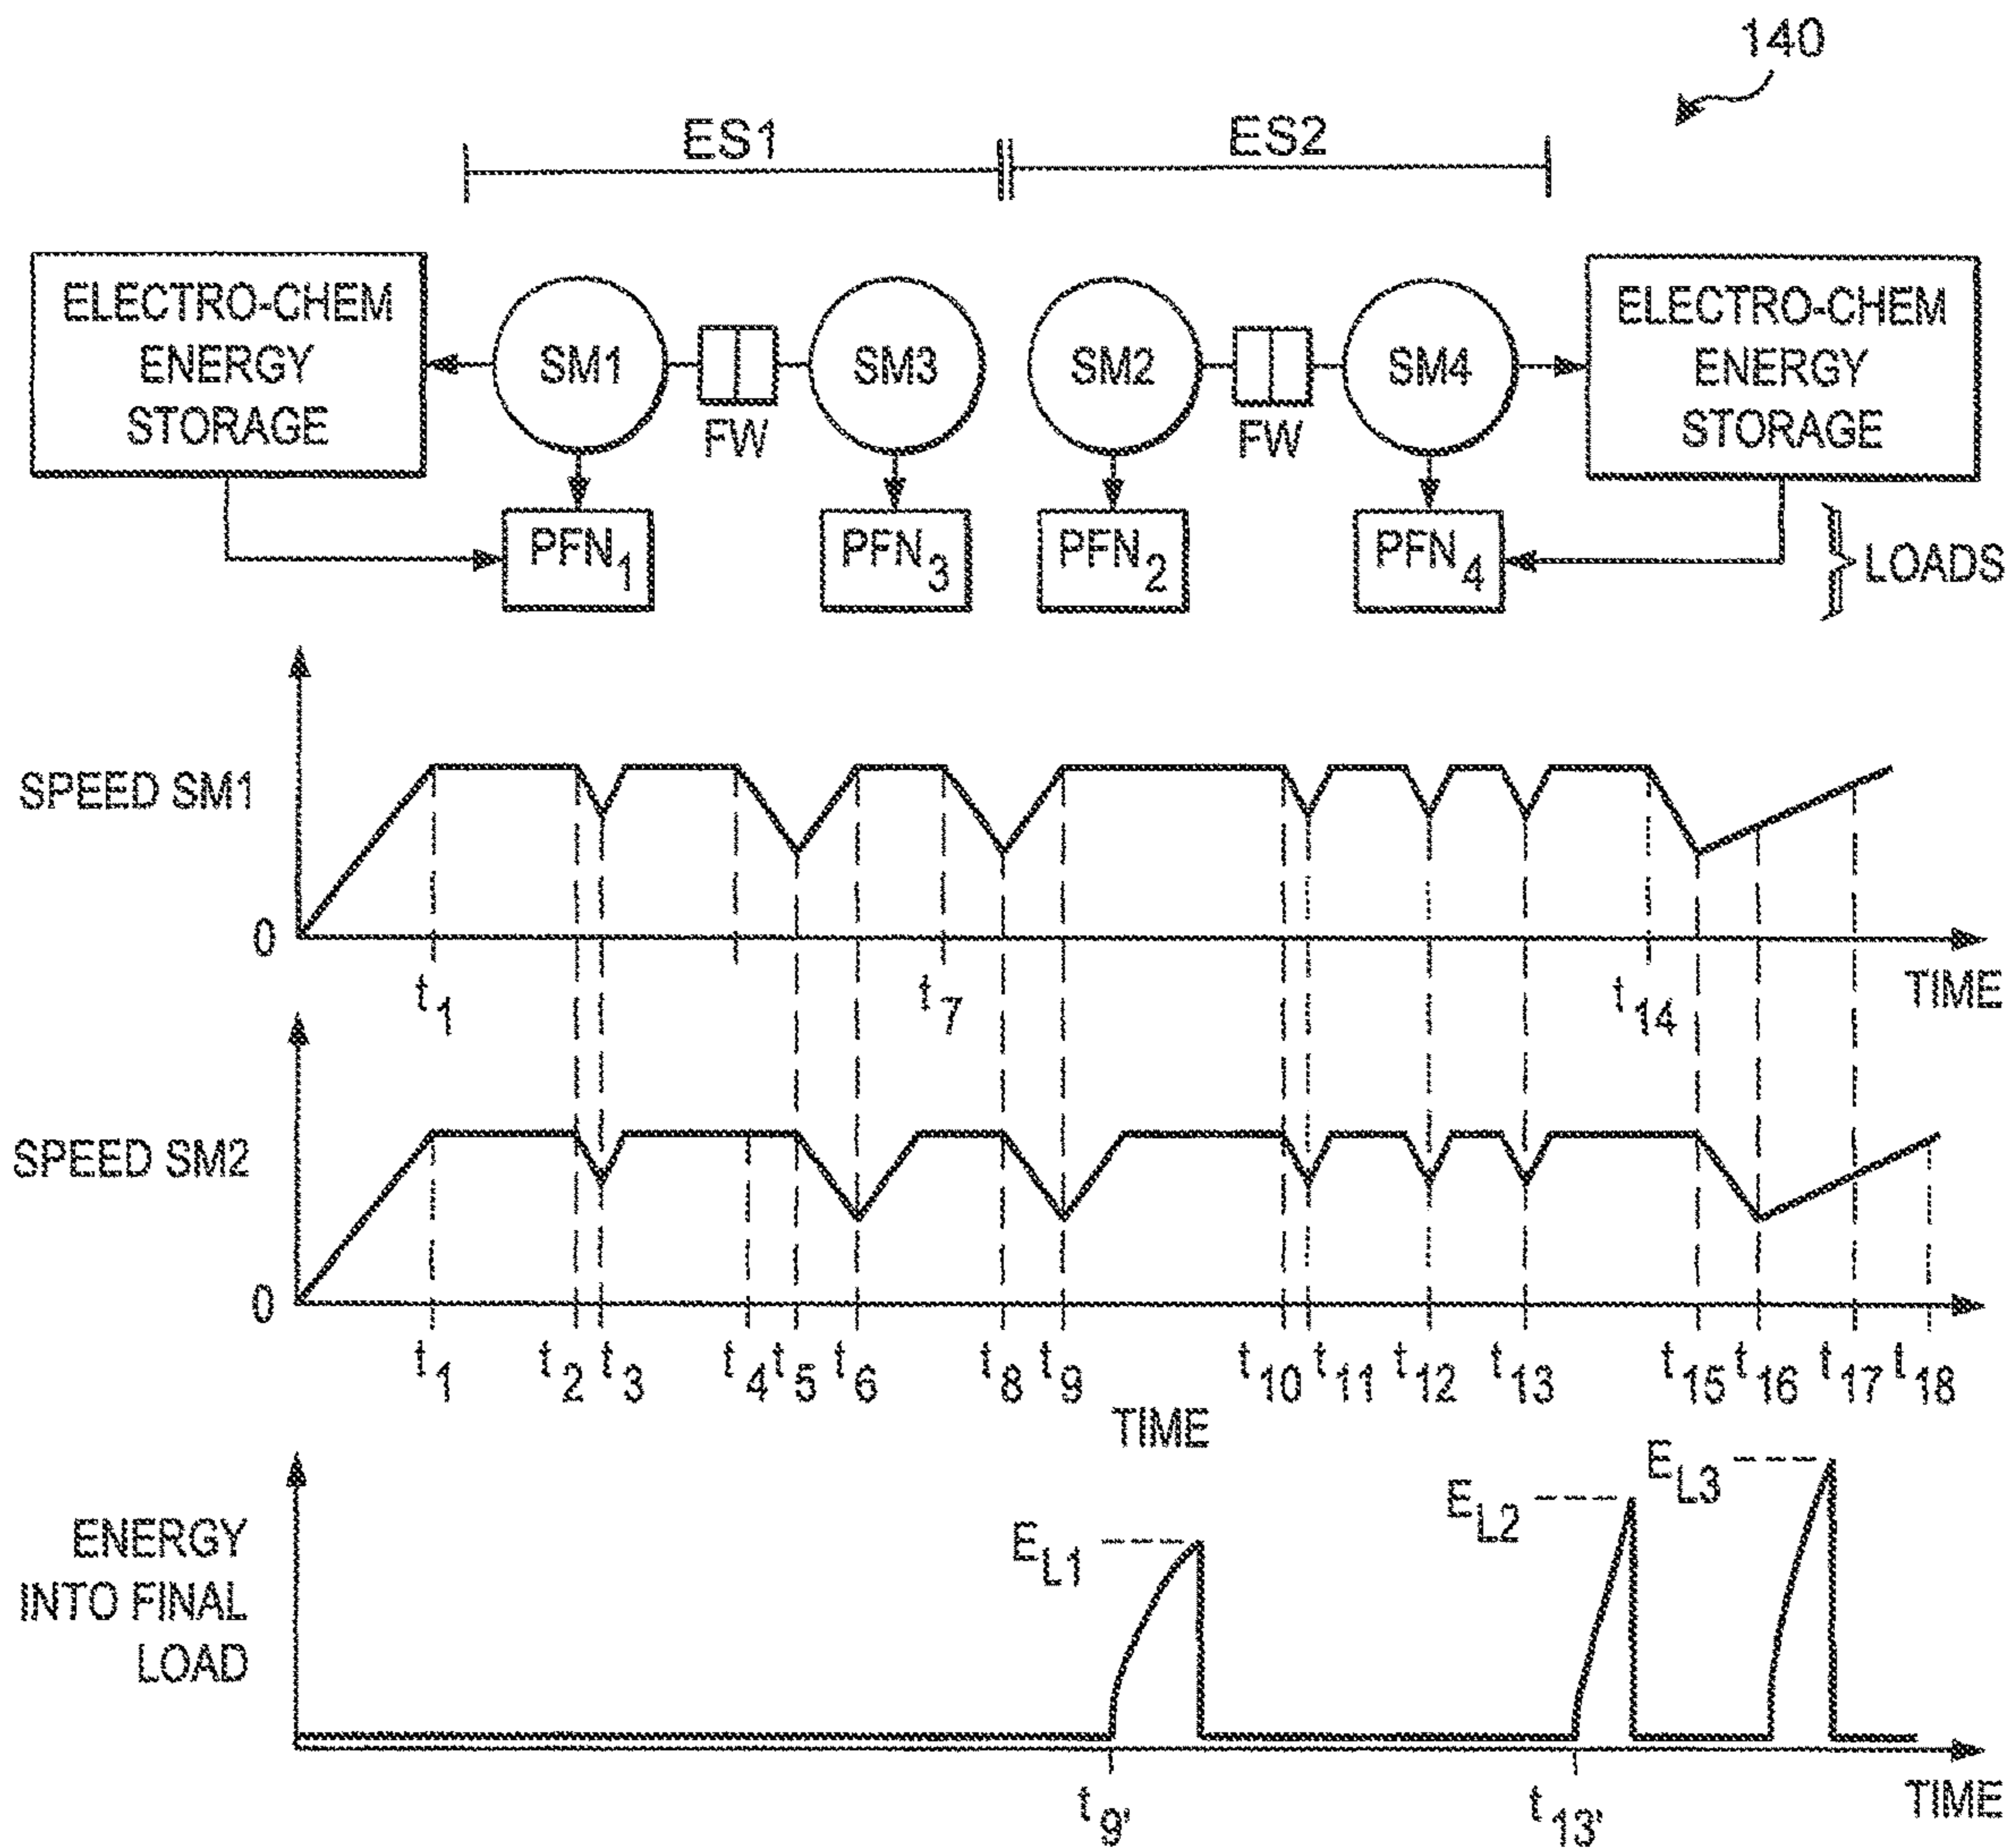 140
ES1 ES2
ELECTRO-CHEM
ENERGY
STORAGE
SM1
FW
SM3
SM2
FW
SM4
ELECTRO-CHEM
ENERGY
STORAGE
PFN1
PFN3
PFN2
PFN4
LOADS
SPEED SM1
0
t1 t7 t14 TIME
SPEED SM2
0
t1 t2 t3 t4 t5 t6 t8 t9 t10 t11 t12 t13 t15 t16 t17 t18
TIME
EL1 EL2 EL3
ENERGY
INTO FINAL
LOAD
t9' t13' TIME